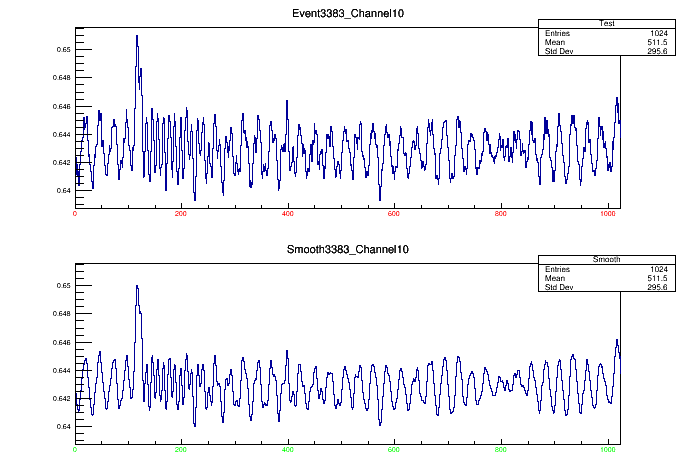 Event3383_Channel10
Test
Entries 1024
Mean 511.5
Std Dev 295.6
0.65
0.648
0.646
0.644
0.642
0.64
0 200 400 600 800 1000
Smooth3383_Channel10
Smooth
Entries 1024
Mean 511.5
Std Dev 295.6
0.65
0.648
0.646
0.644
0.642
0.64
0 200 400 600 800 1000